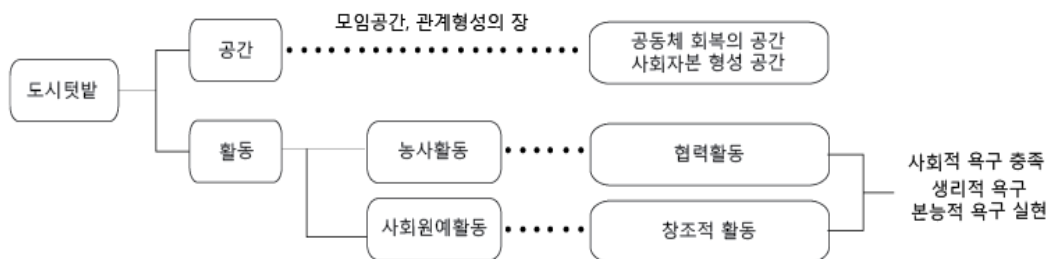 모임공간, 관계형성의 장
공간
공동체 회복의 공간
사회자본 형성 공간
도시텃밭
활동
농사활동
협력활동
사회적 욕구 충족
생리적 욕구
본능적 욕구 실현
사회원예활동
창조적 활동